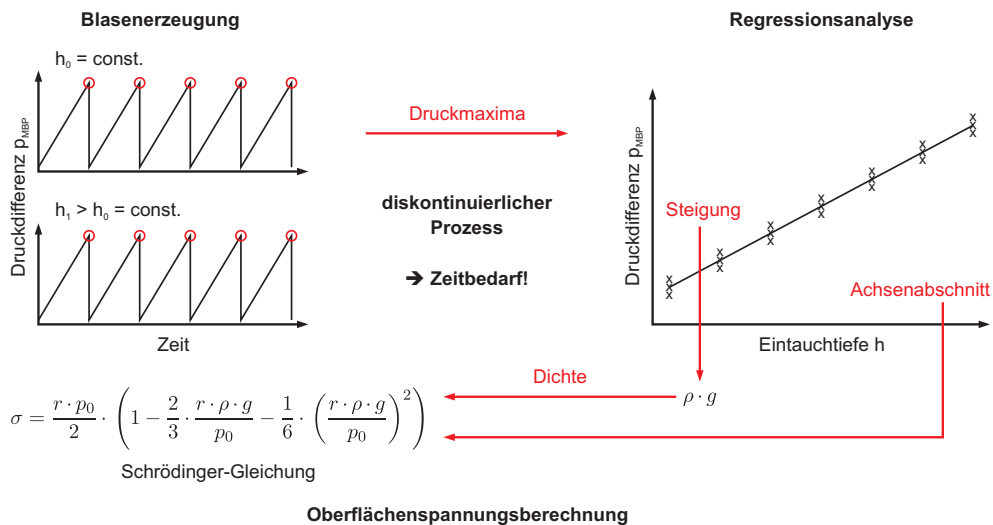 Blasenerzeugung
h₀ = const.
Druckdifferenz p_MBP
h₁ > h₀ = const.
Zeit
Druckmaxima
diskontinuierlicher
Prozess
➔ Zeitbedarf!
Regressionsanalyse
Druckdifferenz p_MBP
Steigung
Achsenabschnitt
Eintauchtiefe h
Dichte
ρ · g
σ = r · p₀ / 2 · (1 − 2/3 · r · ρ · g / p₀ − 1/6 · (r · ρ · g / p₀)²)
Schrödinger-Gleichung
Oberflächenspannungsberechnung